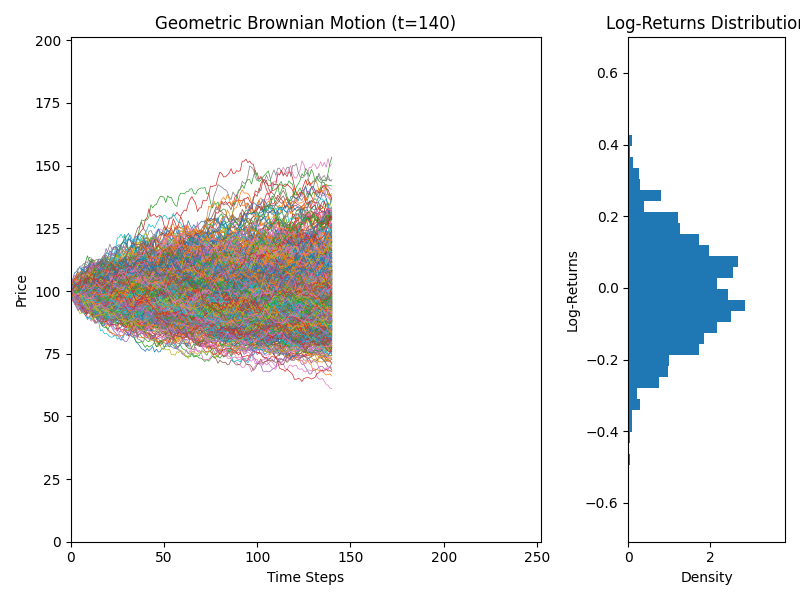 Geometric Brownian Motion (t=140)
Price
200
175
150
125
100
75
50
25
0
0 50 100 150 200 250
Time Steps
Log-Returns Distribution
Log-Returns
0.6
0.4
0.2
0.0
−0.2
−0.4
−0.6
0 2
Density